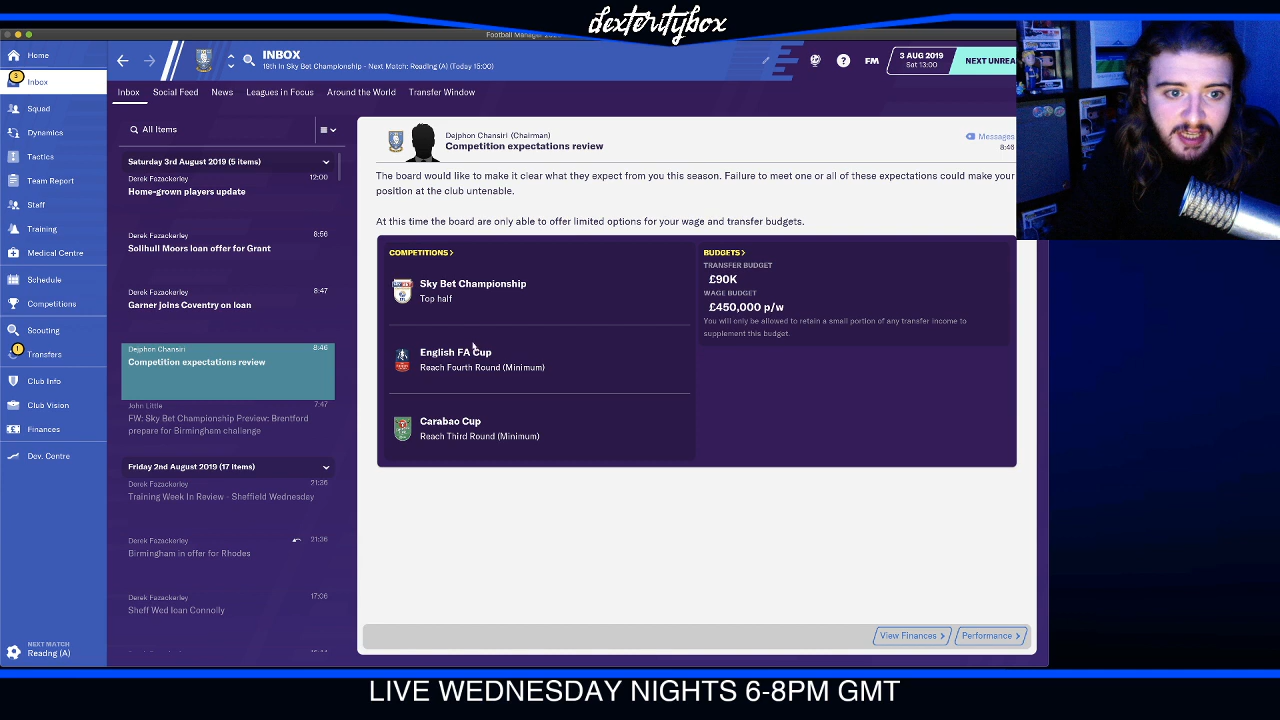 dexteritybox
Football Manager 20
Home
3
Inbox
Squad
Dynamics
Tactics
Team Report
Staff
Training
Medical Centre
Schedule
Competitions
Scouting
1
Transfers
Club Info
Club Vision
Finances
Dev. Centre
NEXT MATCH
Reading (A)
INBOX
19th in Sky Bet Championship - Next Match: Reading (A) (Today 15:00)
FM
3 AUG 2019
Sat 13:00
NEXT UNREA
Inbox
Social Feed
News
Leagues in Focus
Around the World
Transfer Window
All Items
Saturday 3rd August 2019 (5 items)
Derek Fazackerley
12:00
Home-grown players update
Derek Fazackerley
8:56
Solihull Moors loan offer for Grant
Derek Fazackerley
8:47
Garner joins Coventry on loan
Dejphon Chansiri
8:46
Competition expectations review
John Little
7:47
FW: Sky Bet Championship Preview: Brentford
prepare for Birmingham challenge
Friday 2nd August 2019 (17 items)
Derek Fazackerley
21:36
Training Week In Review - Sheffield Wednesday
Derek Fazackerley
21:36
Birmingham in offer for Rhodes
Derek Fazackerley
17:06
Sheff Wed loan Connolly
Dejphon Chansiri (Chairman)
Competition expectations review
Messages
8:46
The board would like to make it clear what they expect from you this season. Failure to meet one or all of these expectations could make your
position at the club untenable.
At this time the board are only able to offer limited options for your wage and transfer budgets.
COMPETITIONS >
Sky Bet Championship
Top half
English FA Cup
Reach Fourth Round (Minimum)
Carabao Cup
Reach Third Round (Minimum)
BUDGETS >
TRANSFER BUDGET
£90K
WAGE BUDGET
£450,000 p/w
You will only be allowed to retain a small portion of any transfer income to
supplement this budget.
View Finances >
Performance >
LIVE WEDNESDAY NIGHTS 6-8PM GMT